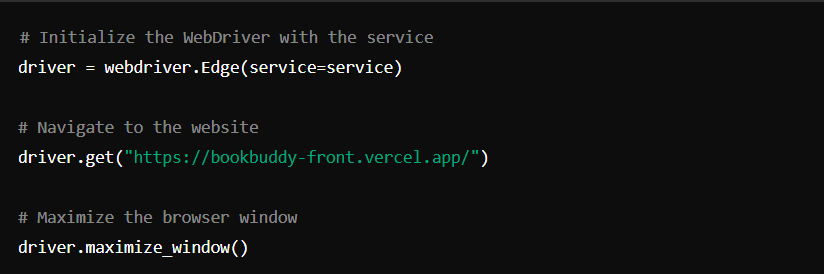 # Initialize the WebDriver with the service
driver = webdriver.Edge(service=service)
# Navigate to the website
driver.get("https://bookbuddy-front.vercel.app/")
# Maximize the browser window
driver.maximize_window()